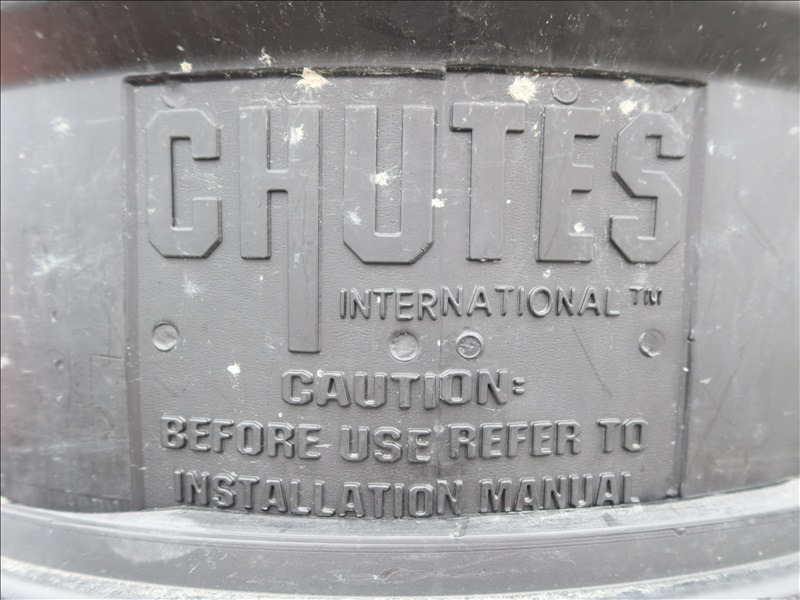 CHUTES
INTERNATIONAL™
CAUTION:
BEFORE USE REFER TO
INSTALLATION MANUAL